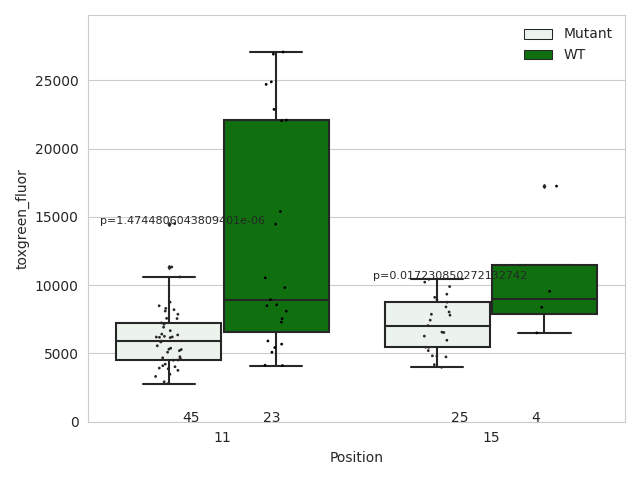 Mutant
WT
25000
20000
15000
10000
5000
0
toxgreen_fluor
p=1.4744806043809401e-06
p=0.017230850272132742
45
23
25
4
11
15
Position